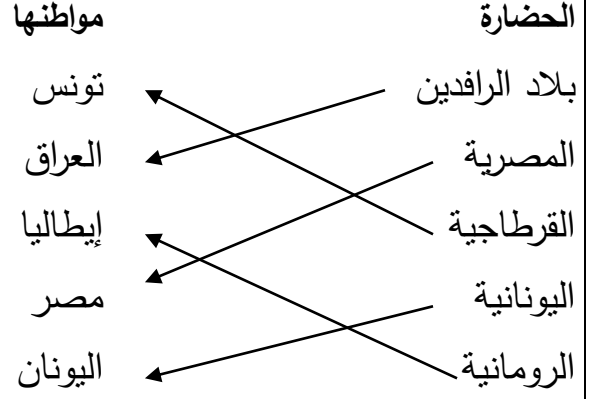 الحضارة مواطنها
بلاد الرافدين تونس
المصرية العراق
القرطاجية إيطاليا
اليونانية مصر
الرومانية اليونان